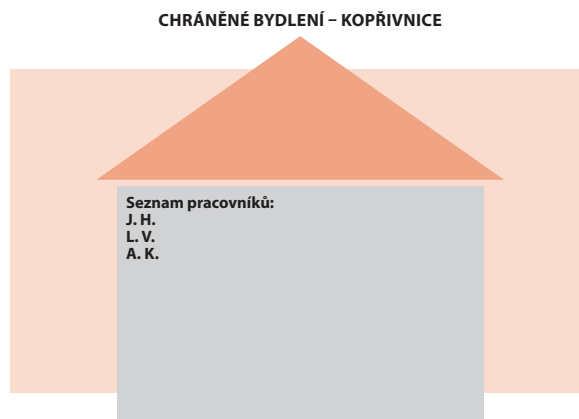 CHRÁNĚNÉ BYDLENÍ – KOPŘIVNICE
Seznam pracovníků:
J. H.
L. V.
A. K.